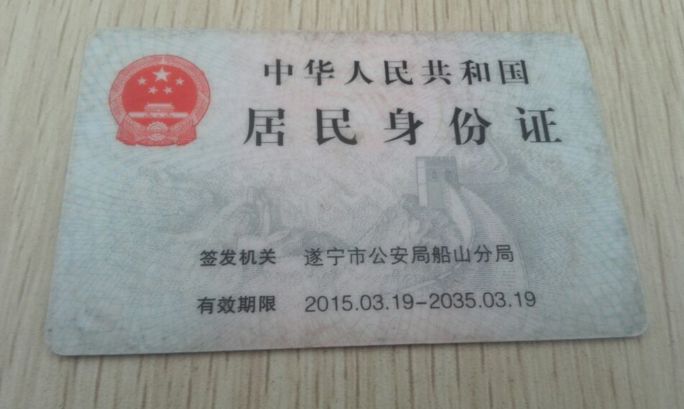 中华人民共和国
居民身份证
签发机关 遂宁市公安局船山分局
有效期限 2015.03.19-2035.03.19